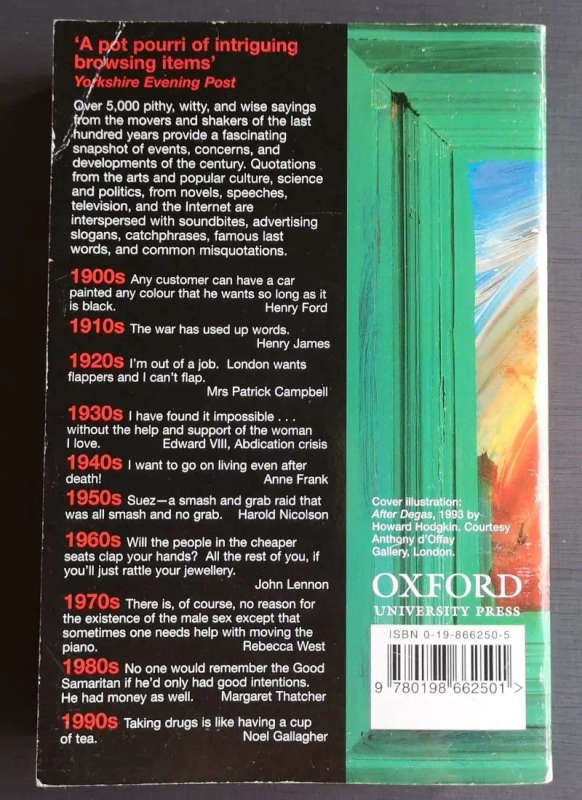 'A pot pourri of intriguing
browsing items'
Yorkshire Evening Post
Over 5,000 pithy, witty, and wise sayings
from the movers and shakers of the last
hundred years provide a fascinating
snapshot of events, concerns, and
developments of the century. Quotations
from the arts and popular culture, science
and politics, from novels, speeches,
television, and the Internet are
interspersed with soundbites, advertising
slogans, catchphrases, famous last
words, and common misquotations.
1900s Any customer can have a car
painted any colour that he wants so long as it
is black. Henry Ford
1910s The war has used up words.
Henry James
1920s I'm out of a job. London wants
flappers and I can't flap.
Mrs Patrick Campbell
1930s I have found it impossible . . .
without the help and support of the woman
I love. Edward VIII, Abdication crisis
1940s I want to go on living even after
death! Anne Frank
1950s Suez—a smash and grab raid that
was all smash and no grab. Harold Nicolson
1960s Will the people in the cheaper
seats clap your hands? All the rest of you, if
you'll just rattle your jewellery.
John Lennon
1970s There is, of course, no reason for
the existence of the male sex except that
sometimes one needs help with moving the
piano. Rebecca West
1980s No one would remember the Good
Samaritan if he'd only had good intentions.
He had money as well. Margaret Thatcher
1990s Taking drugs is like having a cup
of tea. Noel Gallagher
Cover illustration:
After Degas, 1993 by
Howard Hodgkin. Courtesy
Anthony d'Offay
Gallery, London.
OXFORD
UNIVERSITY PRESS
ISBN 0-19-866250-5
9 780198 662501 >